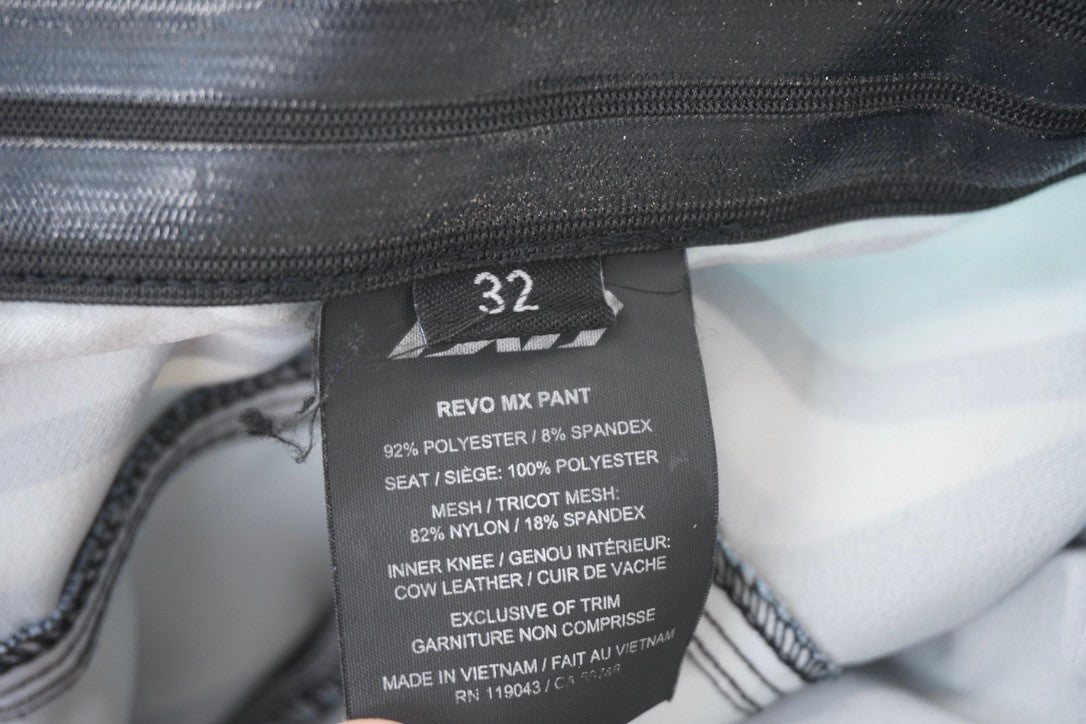 32
REVO MX PANT
92% POLYESTER / 8% SPANDEX
SEAT / SIÈGE: 100% POLYESTER
MESH / TRICOT MESH:
82% NYLON / 18% SPANDEX
INNER KNEE / GENOU INTÉRIEUR:
COW LEATHER / CUIR DE VACHE
EXCLUSIVE OF TRIM
GARNITURE NON COMPRISSE
MADE IN VIETNAM / FAIT AU VIETNAM
RN 119043 / CA